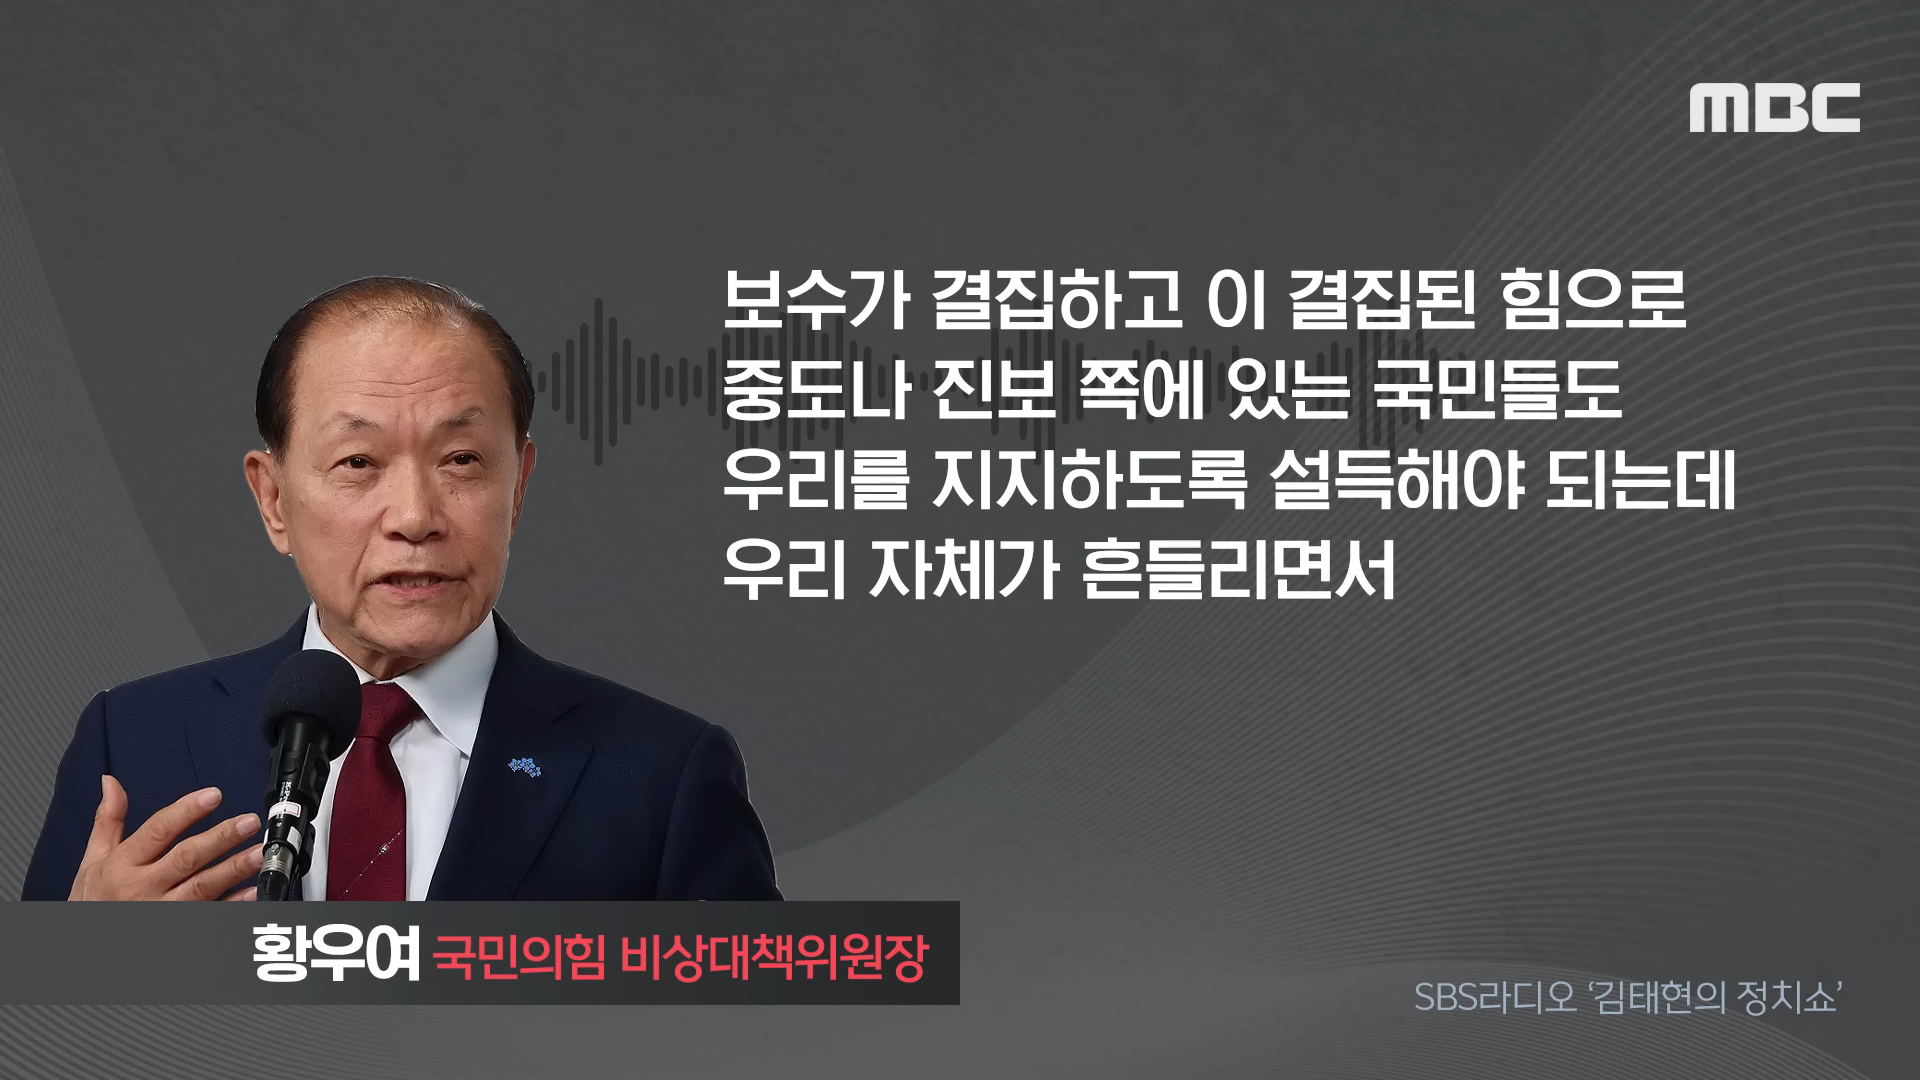 MBC
보수가 결집하고 이 결집된 힘으로
중도나 진보 쪽에 있는 국민들도
우리를 지지하도록 설득해야 되는데
우리 자체가 흔들리면서
황우여 국민의힘 비상대책위원장
SBS라디오 ‘김태현의 정치쇼’